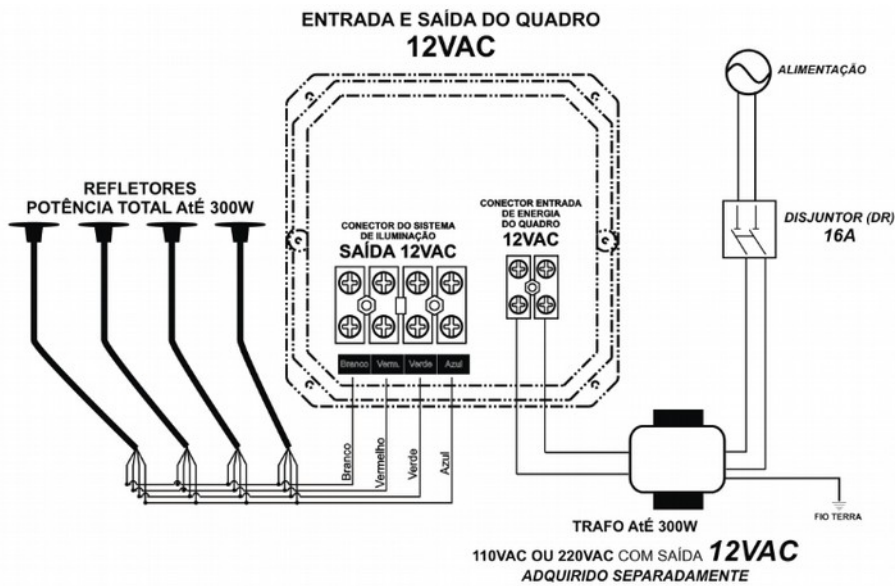 ENTRADA E SAÍDA DO QUADRO
12VAC
ALIMENTAÇÃO
REFLETORES
POTÊNCIA TOTAL AtÉ 300W
CONECTOR DO SISTEMA
DE ILUMINAÇÃO
SAÍDA 12VAC
CONECTOR ENTRADA
DE ENERGIA
DO QUADRO
12VAC
DISJUNTOR (DR)
16A
Branco Verm. Verde Azul
Branco
Vermelho
Verde
Azul
FIO TERRA
TRAFO AtÉ 300W
110VAC OU 220VAC COM SAÍDA 12VAC
ADQUIRIDO SEPARADAMENTE